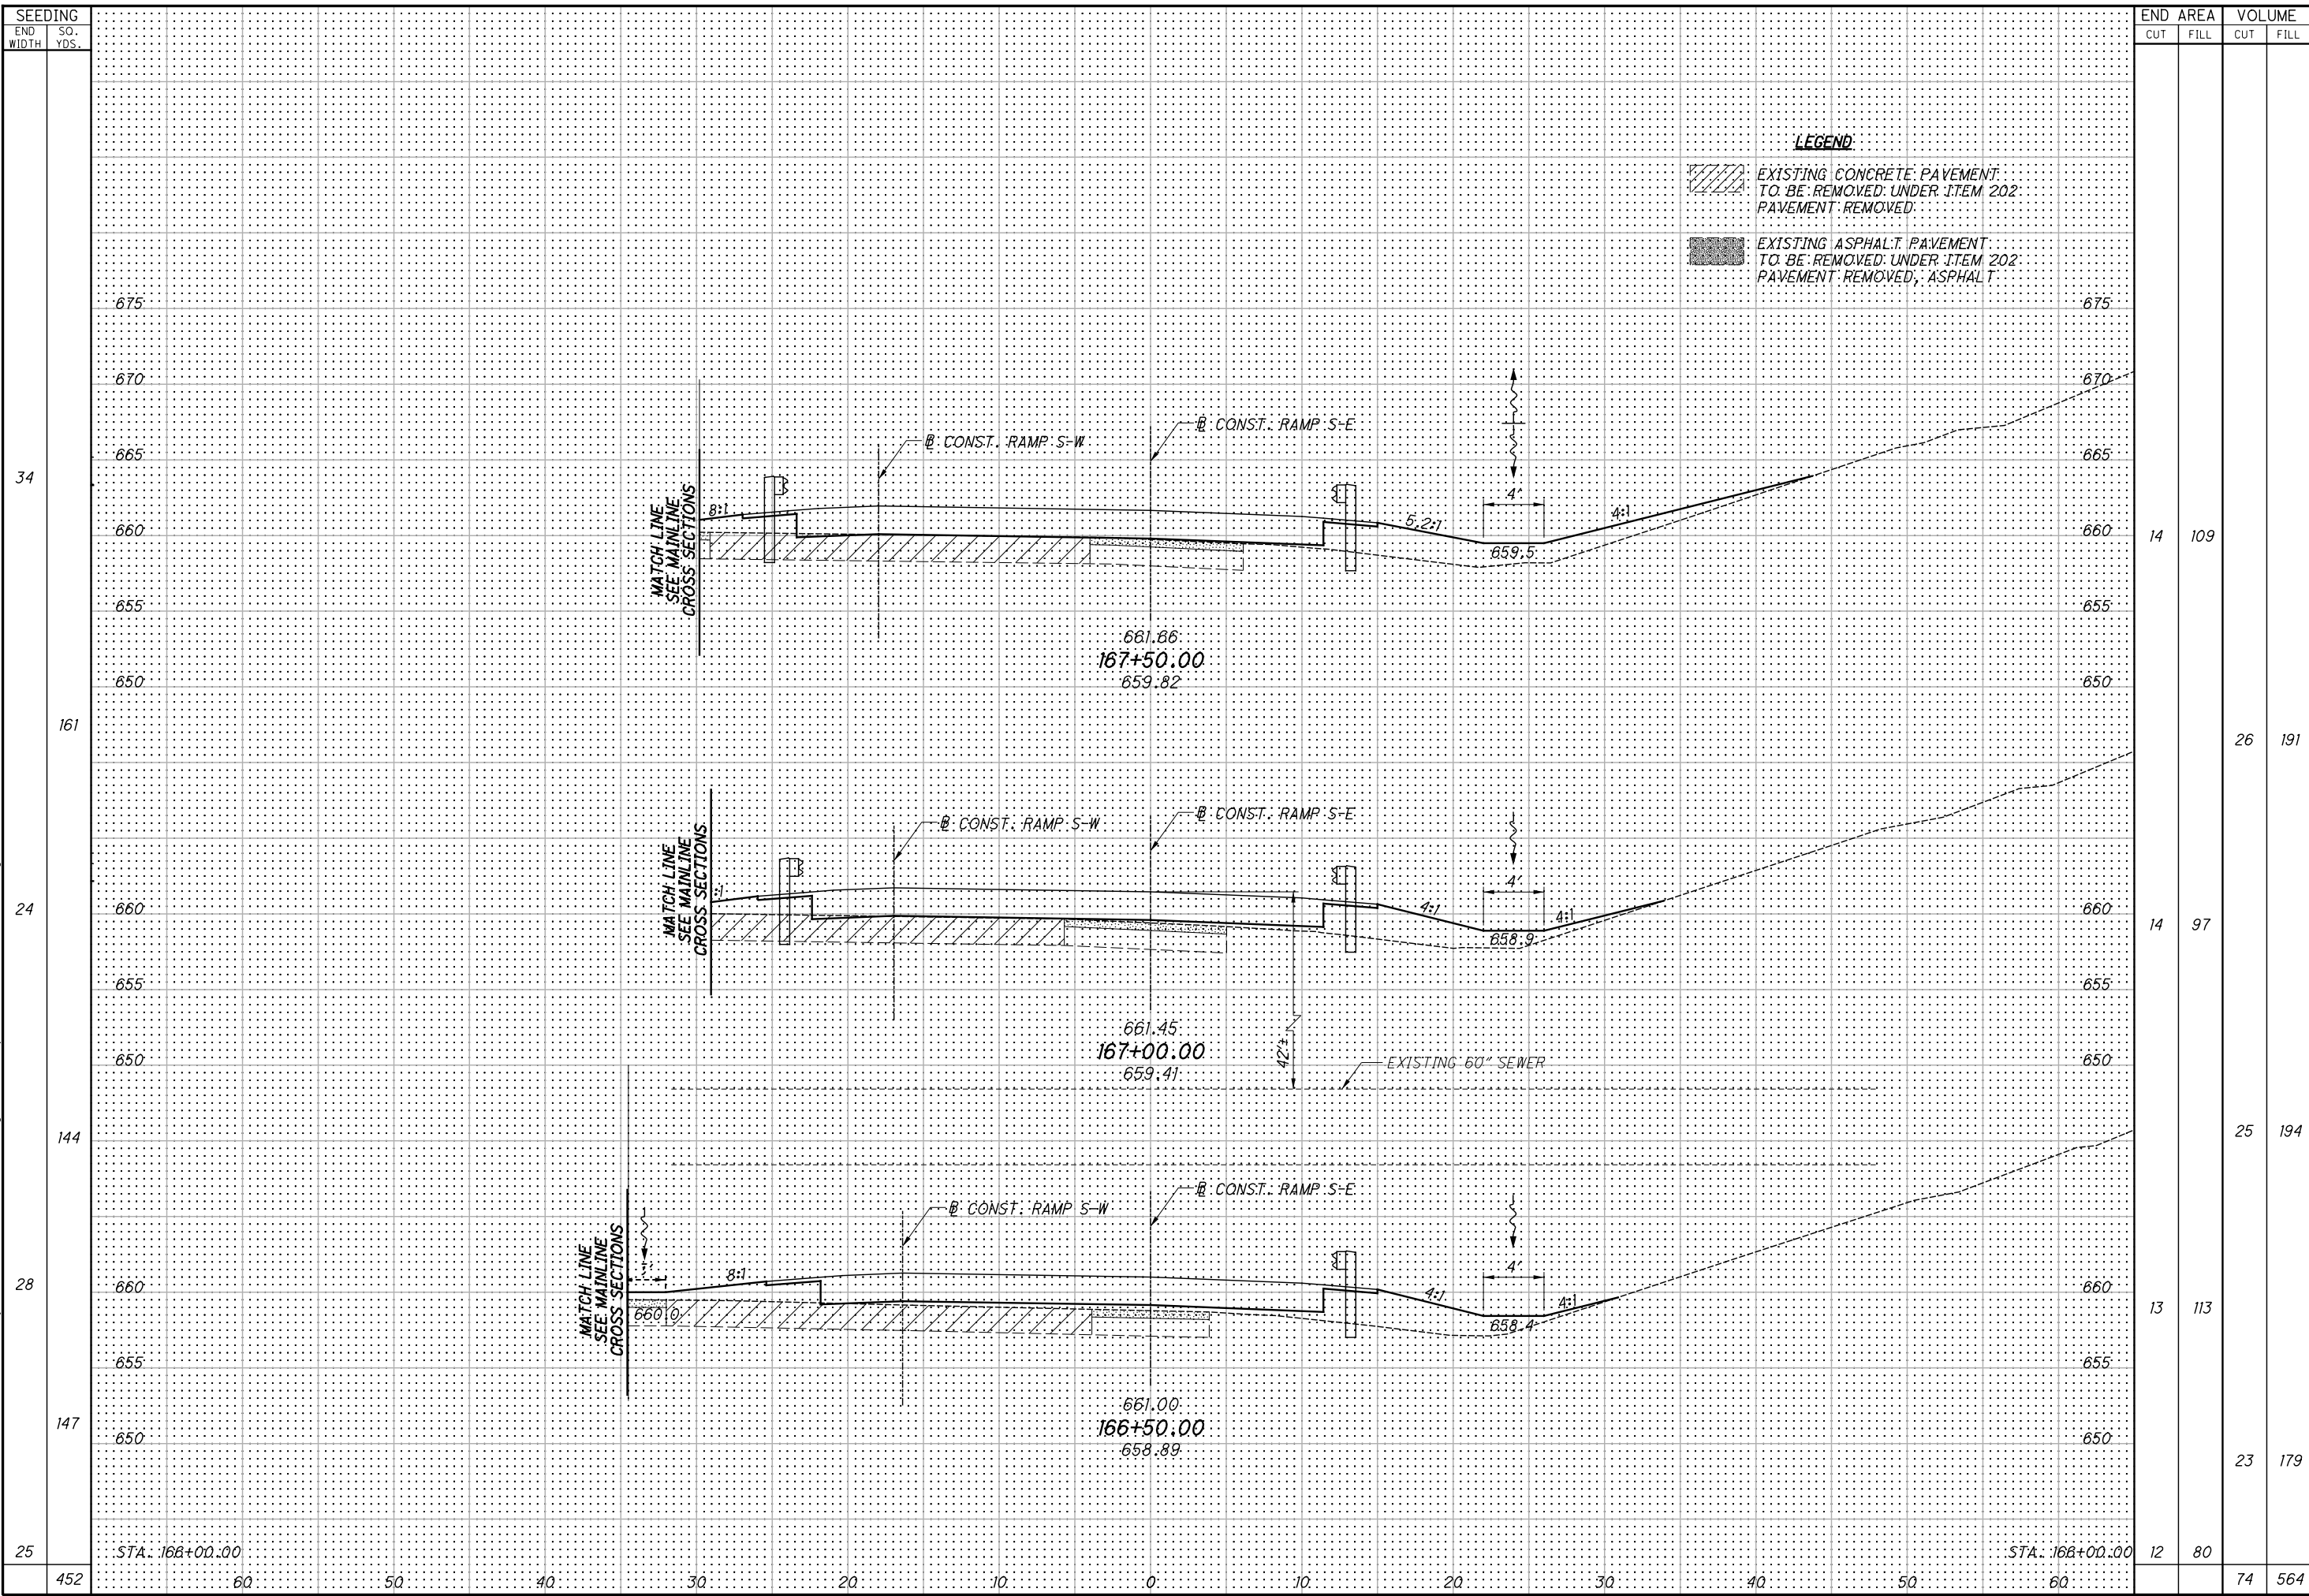 SEEDING
END WIDTH
SQ. YDS.
END AREA
VOLUME
CUT
FILL
CUT
FILL
LEGEND
EXISTING CONCRETE PAVEMENT
TO BE REMOVED UNDER ITEM 202
PAVEMENT REMOVED
EXISTING ASPHALT PAVEMENT
TO BE REMOVED UNDER ITEM 202
PAVEMENT REMOVED, ASPHALT
675
675
670
670
665
665
660
660
655
655
650
650
34
14
109
MATCH LINE
SEE MAINLINE
CROSS SECTIONS
8:1
CONST. RAMP S-W
CONST. RAMP S-E
5.2:1
4'
659.5
4:1
661.66
167+50.00
659.82
161
26
191
660
660
655
655
650
650
24
14
97
MATCH LINE
SEE MAINLINE
CROSS SECTIONS
:1
CONST. RAMP S-W
CONST. RAMP S-E
4:1
4'
658.9
4:1
661.45
167+00.00
659.41
42'±
EXISTING 60" SEWER
144
25
194
660
660
655
655
650
650
28
13
113
MATCH LINE
SEE MAINLINE
CROSS SECTIONS
660.0
8:1
CONST. RAMP S-W
CONST. RAMP S-E
4:1
4'
658.4
4:1
661.00
166+50.00
658.89
147
23
179
25
STA. 166+00.00
STA. 166+00.00
12
80
452
60
50
40
30
20
10
0
10
20
30
40
50
60
74
564